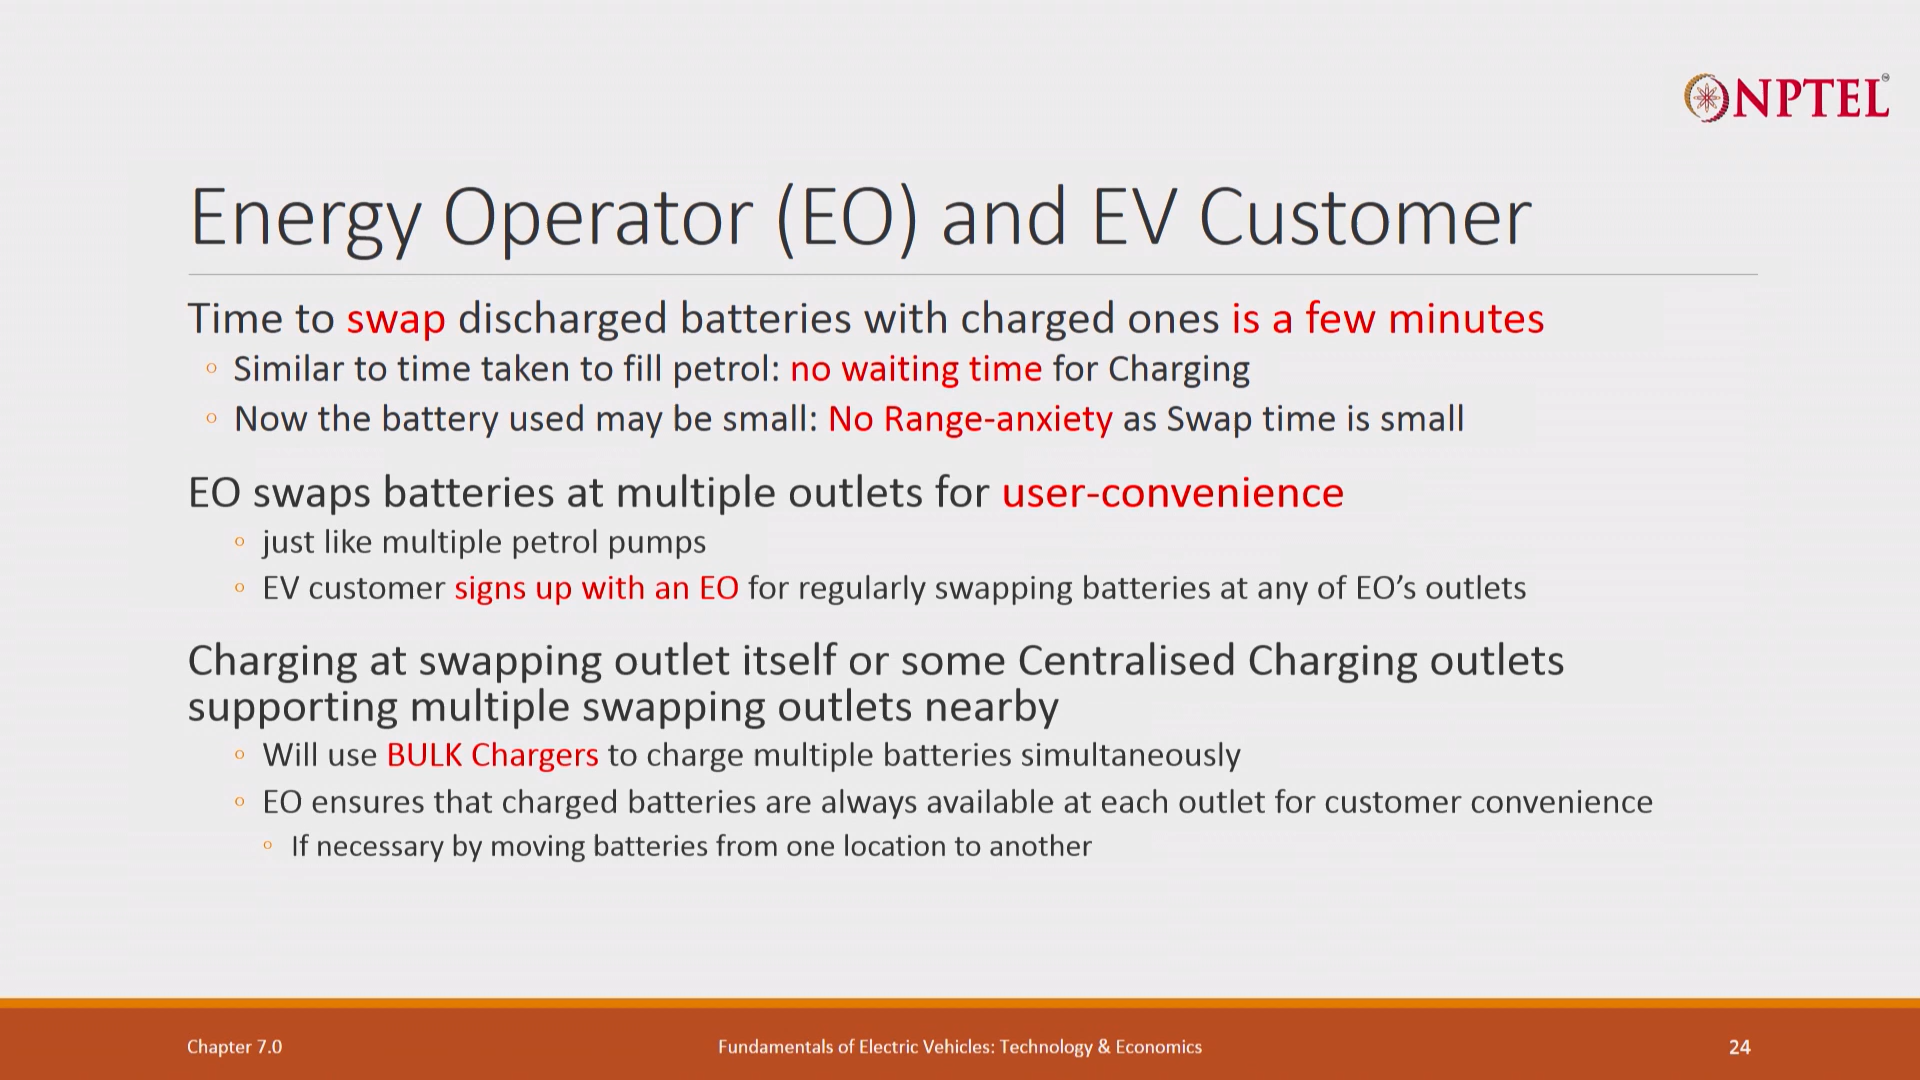 NPTEL
Energy Operator (EO) and EV Customer
Time to swap discharged batteries with charged ones is a few minutes
◦ Similar to time taken to fill petrol: no waiting time for Charging
◦ Now the battery used may be small: No Range-anxiety as Swap time is small
EO swaps batteries at multiple outlets for user-convenience
◦ just like multiple petrol pumps
◦ EV customer signs up with an EO for regularly swapping batteries at any of EO’s outlets
Charging at swapping outlet itself or some Centralised Charging outlets
supporting multiple swapping outlets nearby
◦ Will use BULK Chargers to charge multiple batteries simultaneously
◦ EO ensures that charged batteries are always available at each outlet for customer convenience
◦ If necessary by moving batteries from one location to another
Chapter 7.0
Fundamentals of Electric Vehicles: Technology & Economics
24